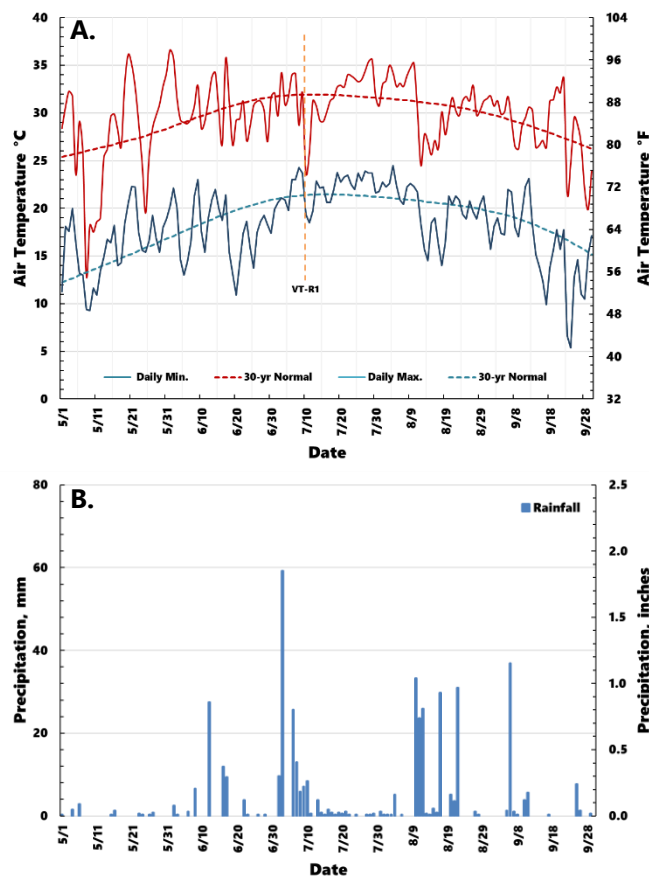 A.
40
35
30
25
20
15
10
5
0
Air Temperature °C
104
96
88
80
72
64
56
48
40
32
Air Temperature °F
VT-R1
Daily Min. 30-yr Normal Daily Max. 30-yr Normal
5/1 5/11 5/21 5/31 6/10 6/20 6/30 7/10 7/20 7/30 8/9 8/19 8/29 9/8 9/18 9/28
Date
B.
Rainfall
80
60
40
20
0
Precipitation, mm
2.5
2.0
1.5
1.0
0.5
0.0
Precipitation, inches
5/1 5/11 5/21 5/31 6/10 6/20 6/30 7/10 7/20 7/30 8/9 8/19 8/29 9/8 9/18 9/28
Date